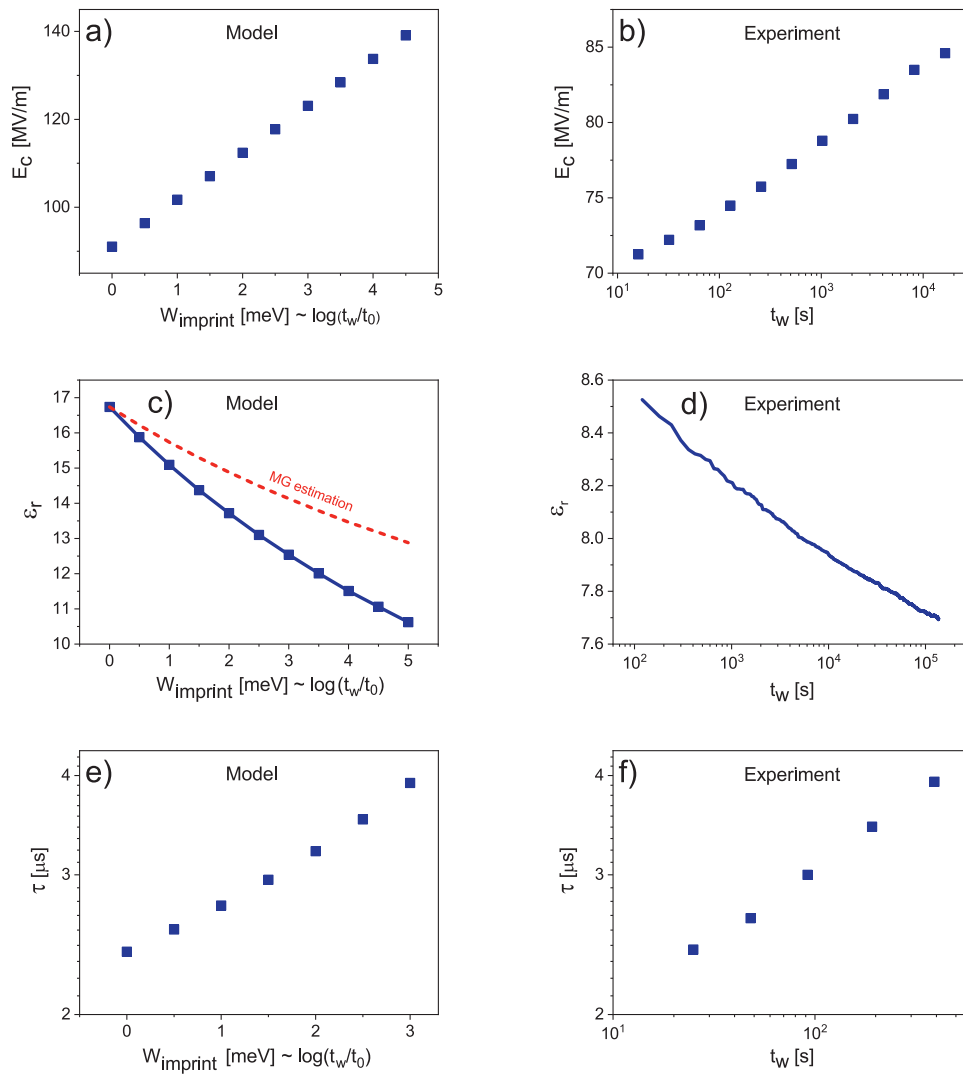 a)
Model
E_C [MV/m]
140
120
100
0 1 2 3 4 5
W_imprint [meV] ~ log(t_w/t_0)
b)
Experiment
E_C [MV/m]
85
80
75
70
10^1 10^2 10^3 10^4
t_w [s]
c)
Model
MG estimation
ε_r
17
16
15
14
13
12
11
10
0 1 2 3 4 5
W_imprint [meV] ~ log(t_w/t_0)
d)
Experiment
ε_r
8.6
8.4
8.2
8.0
7.8
7.6
10^2 10^3 10^4 10^5
t_w [s]
e)
Model
τ [μs]
4
3
2
0 1 2 3
W_imprint [meV] ~ log(t_w/t_0)
f)
Experiment
τ [μs]
4
3
2
10^1 10^2
t_w [s]